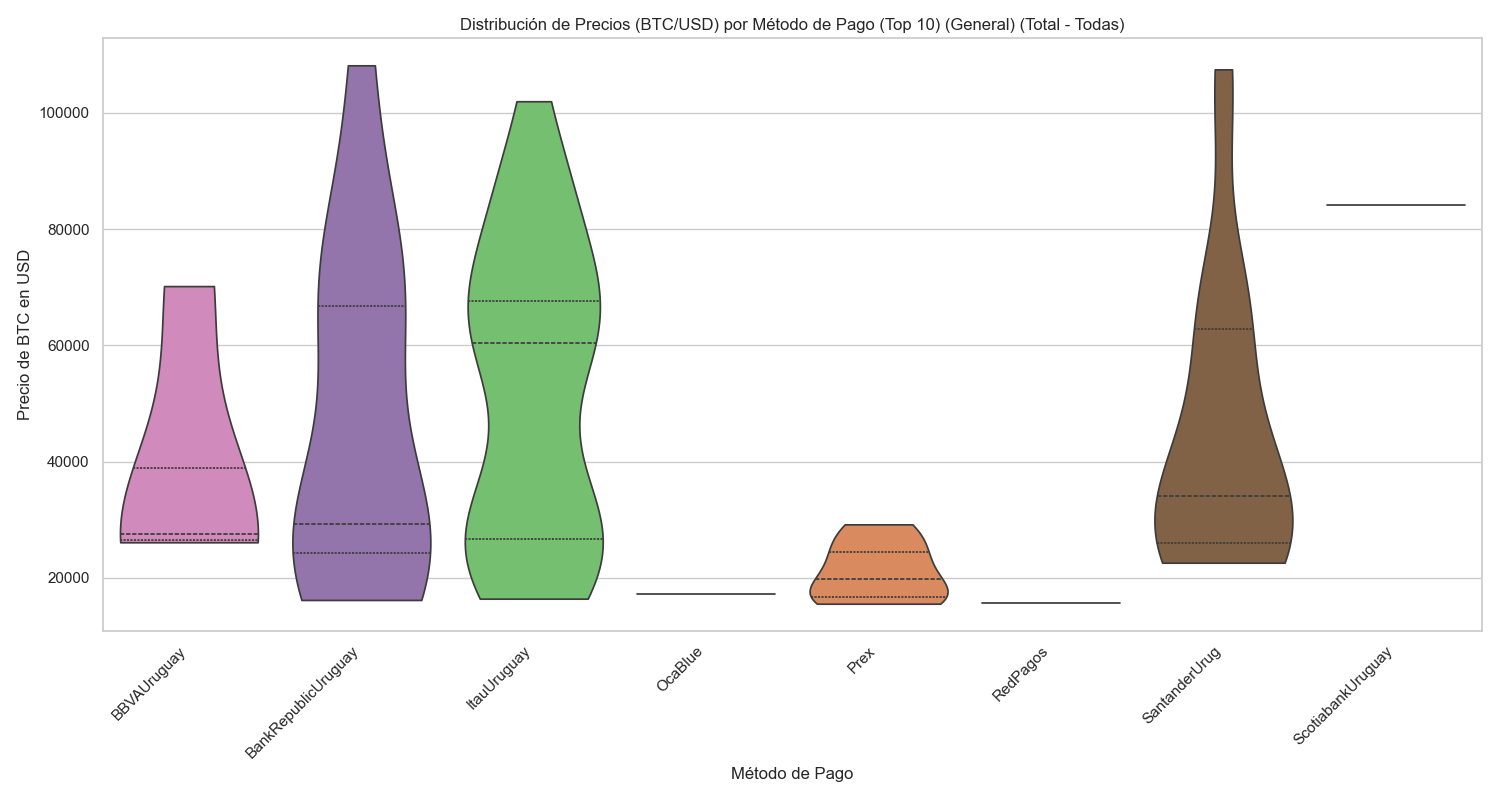 Distribución de Precios (BTC/USD) por Método de Pago (Top 10) (General) (Total - Todas)
Precio de BTC en USD
100000
80000
60000
40000
20000
BBVAUruguay
BankRepublicUruguay
ItauUruguay
OcaBlue
Prex
RedPagos
SantanderUrug
ScotiabankUruguay
Método de Pago